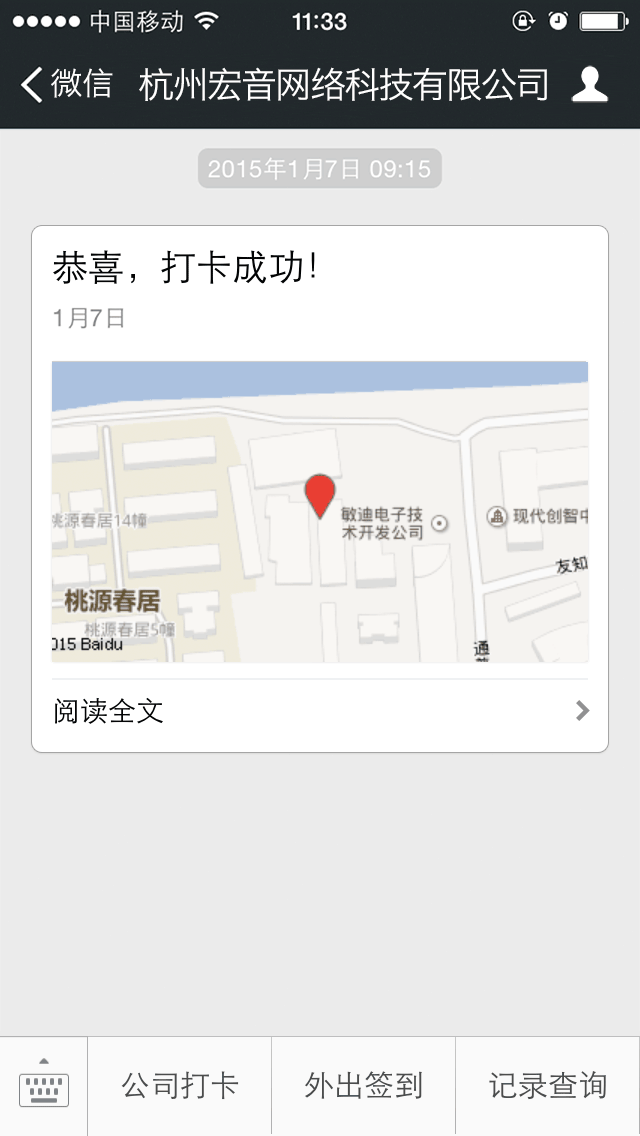 中国移动
11:33
微信
杭州宏音网络科技有限公司
2015年1月7日 09:15
恭喜，打卡成功！
1月7日
敏迪电子技
术开发公司
现代创智中
桃源春居14幢
友知
桃源春居
桃源春居5幢
015 Baidu
通
阅读全文
公司打卡
外出签到
记录查询